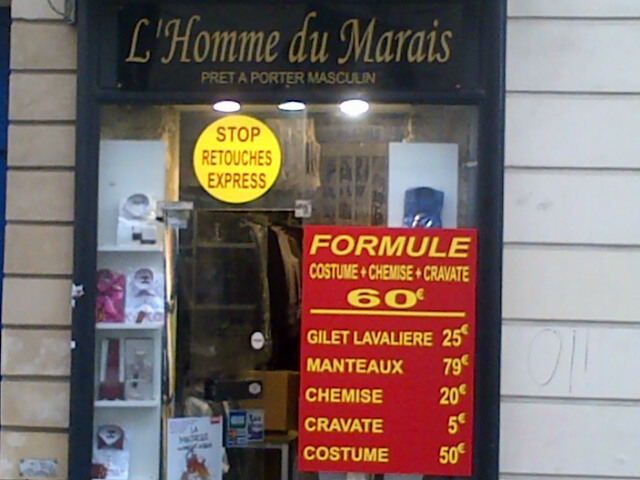 L'Homme du Marais
PRET A PORTER MASCULIN
STOP
RETOUCHES
EXPRESS
FORMULE
COSTUME + CHEMISE + CRAVATE
60€
GILET LAVALIERE 25€
MANTEAUX 79€
CHEMISE 20€
CRAVATE 5€
COSTUME 50€
LA